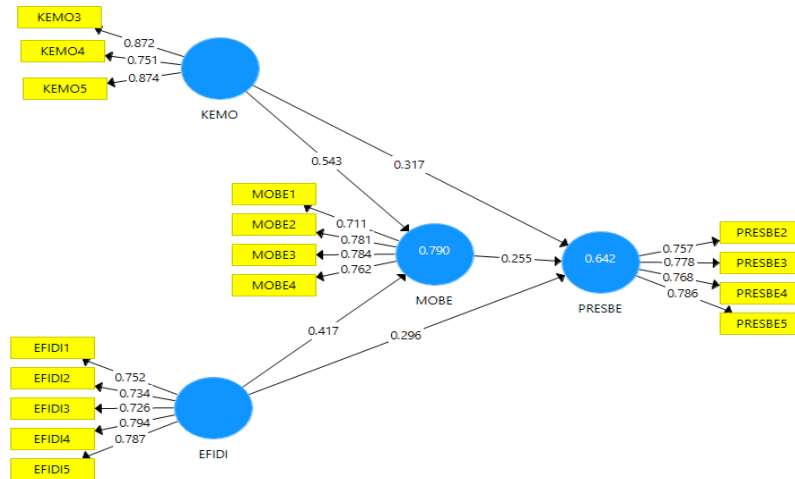 KEMO3
KEMO4
KEMO5
0.872
0.751
0.874
KEMO
0.543
0.317
MOBE1
MOBE2
MOBE3
MOBE4
0.711
0.781
0.784
0.762
0.790
MOBE
0.255
0.642
PRESBE
0.757
0.778
0.768
0.786
PRESBE2
PRESBE3
PRESBE4
PRESBE5
0.417
0.296
EFIDI1
EFIDI2
EFIDI3
EFIDI4
EFIDI5
0.752
0.734
0.726
0.794
0.787
EFIDI